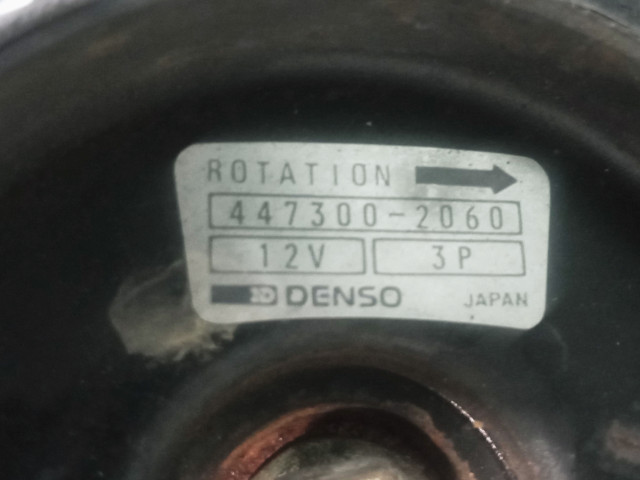 ROTATION
447300-2060
12V 3P
DENSO JAPAN